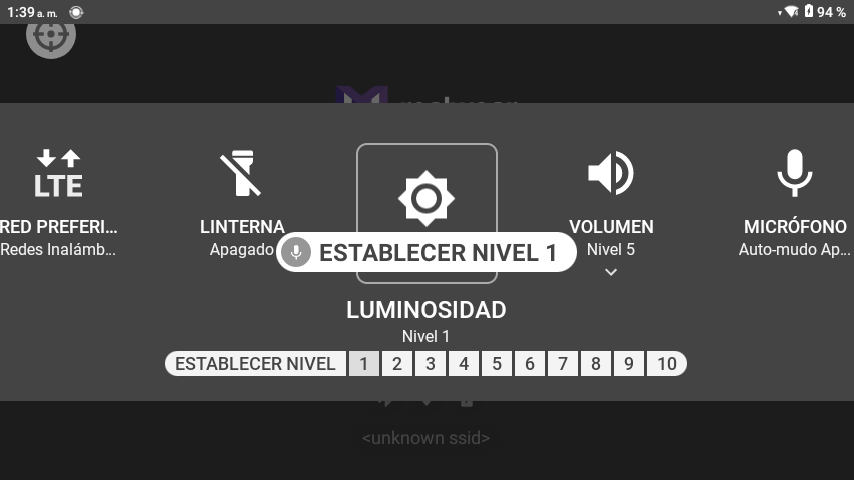 1:39 a. m.
94 %
LTE
RED PREFERI...
Redes Inalámb...
LINTERNA
Apagado
ESTABLECER NIVEL 1
VOLUMEN
Nivel 5
MICRÓFONO
Auto-mudo Ap...
LUMINOSIDAD
Nivel 1
ESTABLECER NIVEL 1 2 3 4 5 6 7 8 9 10
<unknown ssid>